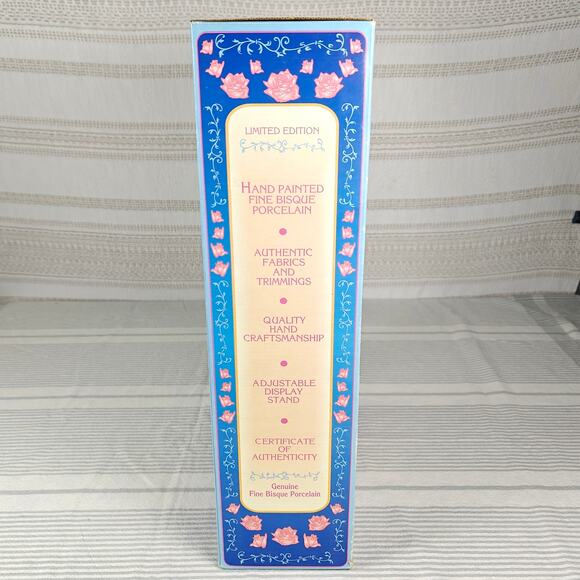 LIMITED EDITION
HAND PAINTED
FINE BISQUE
PORCELAIN
AUTHENTIC
FABRICS
AND
TRIMMINGS
QUALITY
HAND
CRAFTSMANSHIP
ADJUSTABLE
DISPLAY
STAND
CERTIFICATE
OF
AUTHENTICITY
Genuine
Fine Bisque Porcelain